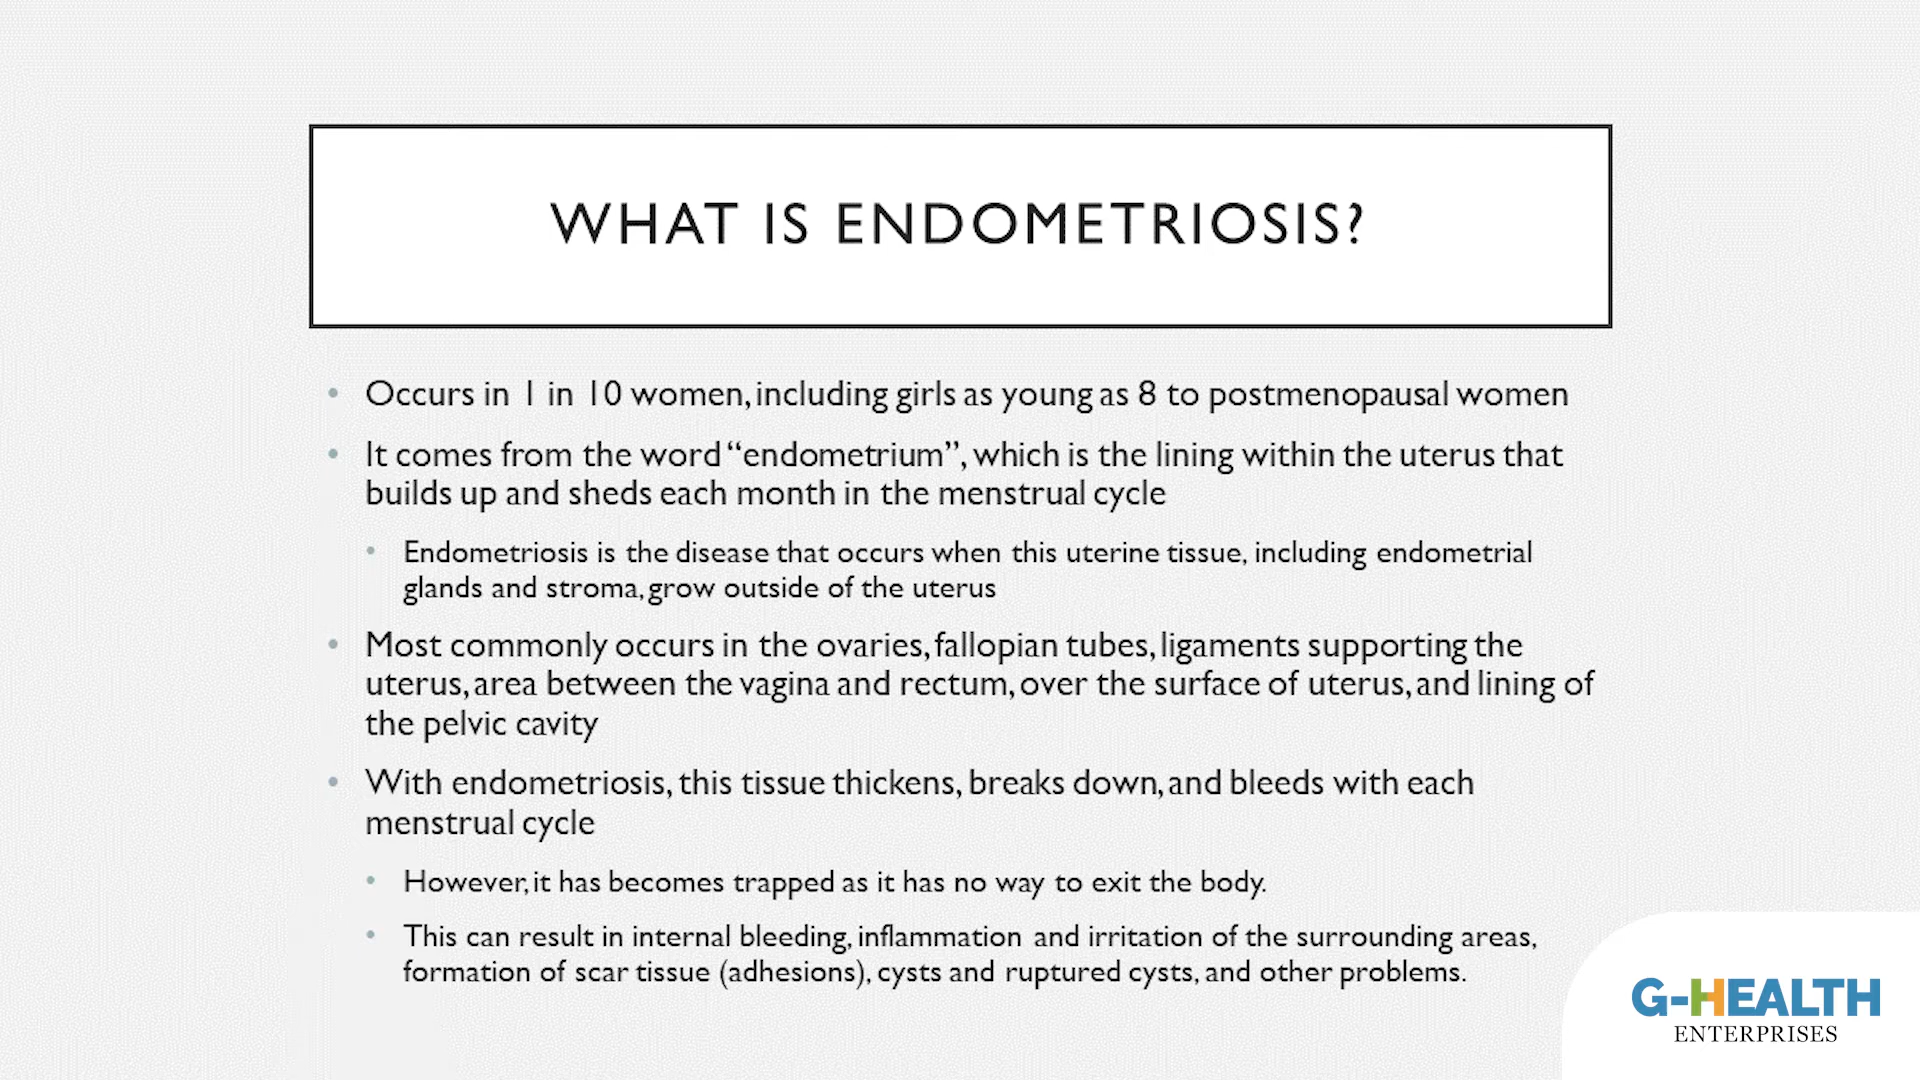 WHAT IS ENDOMETRIOSIS?
• Occurs in 1 in 10 women, including girls as young as 8 to postmenopausal women
• It comes from the word “endometrium”, which is the lining within the uterus that
builds up and sheds each month in the menstrual cycle
• Endometriosis is the disease that occurs when this uterine tissue, including endometrial
glands and stroma, grow outside of the uterus
• Most commonly occurs in the ovaries, fallopian tubes, ligaments supporting the
uterus, area between the vagina and rectum, over the surface of uterus, and lining of
the pelvic cavity
• With endometriosis, this tissue thickens, breaks down, and bleeds with each
menstrual cycle
• However, it has becomes trapped as it has no way to exit the body.
• This can result in internal bleeding, inflammation and irritation of the surrounding areas,
formation of scar tissue (adhesions), cysts and ruptured cysts, and other problems.
G-HEALTH
ENTERPRISES